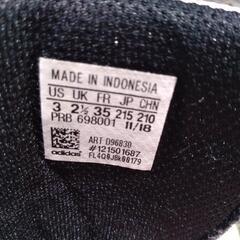 MADE IN INDONESIA
US UK FR JP CHN
3 2½ 35 215 210
PRB 698001 11/18
ART D96830
#121501687
adidas
FL4Q0JBk00179